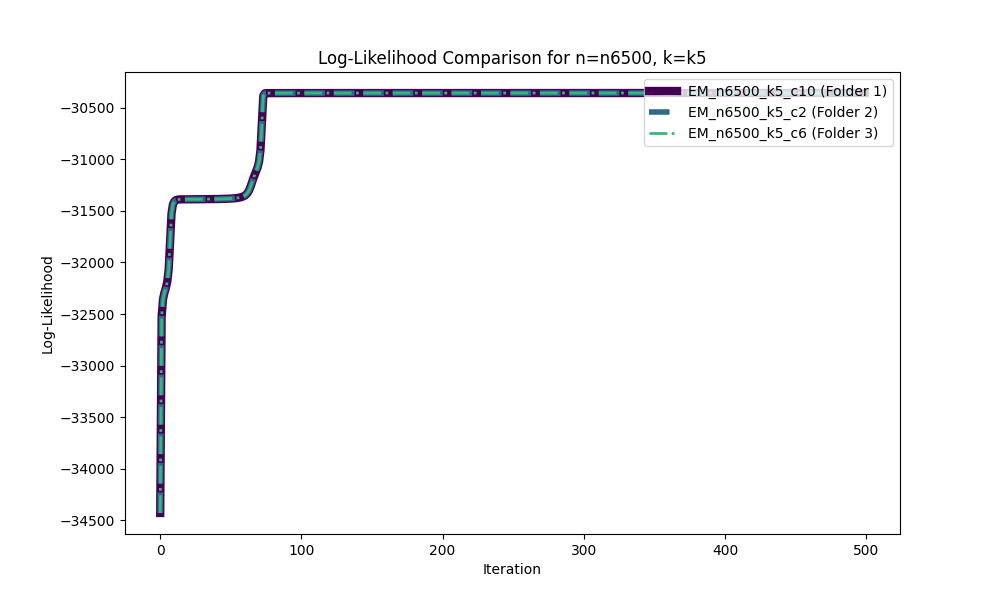 Log-Likelihood Comparison for n=n6500, k=k5
EM_n6500_k5_c10 (Folder 1)
EM_n6500_k5_c2 (Folder 2)
EM_n6500_k5_c6 (Folder 3)
Log-Likelihood
−30500
−31000
−31500
−32000
−32500
−33000
−33500
−34000
−34500
0 100 200 300 400 500
Iteration